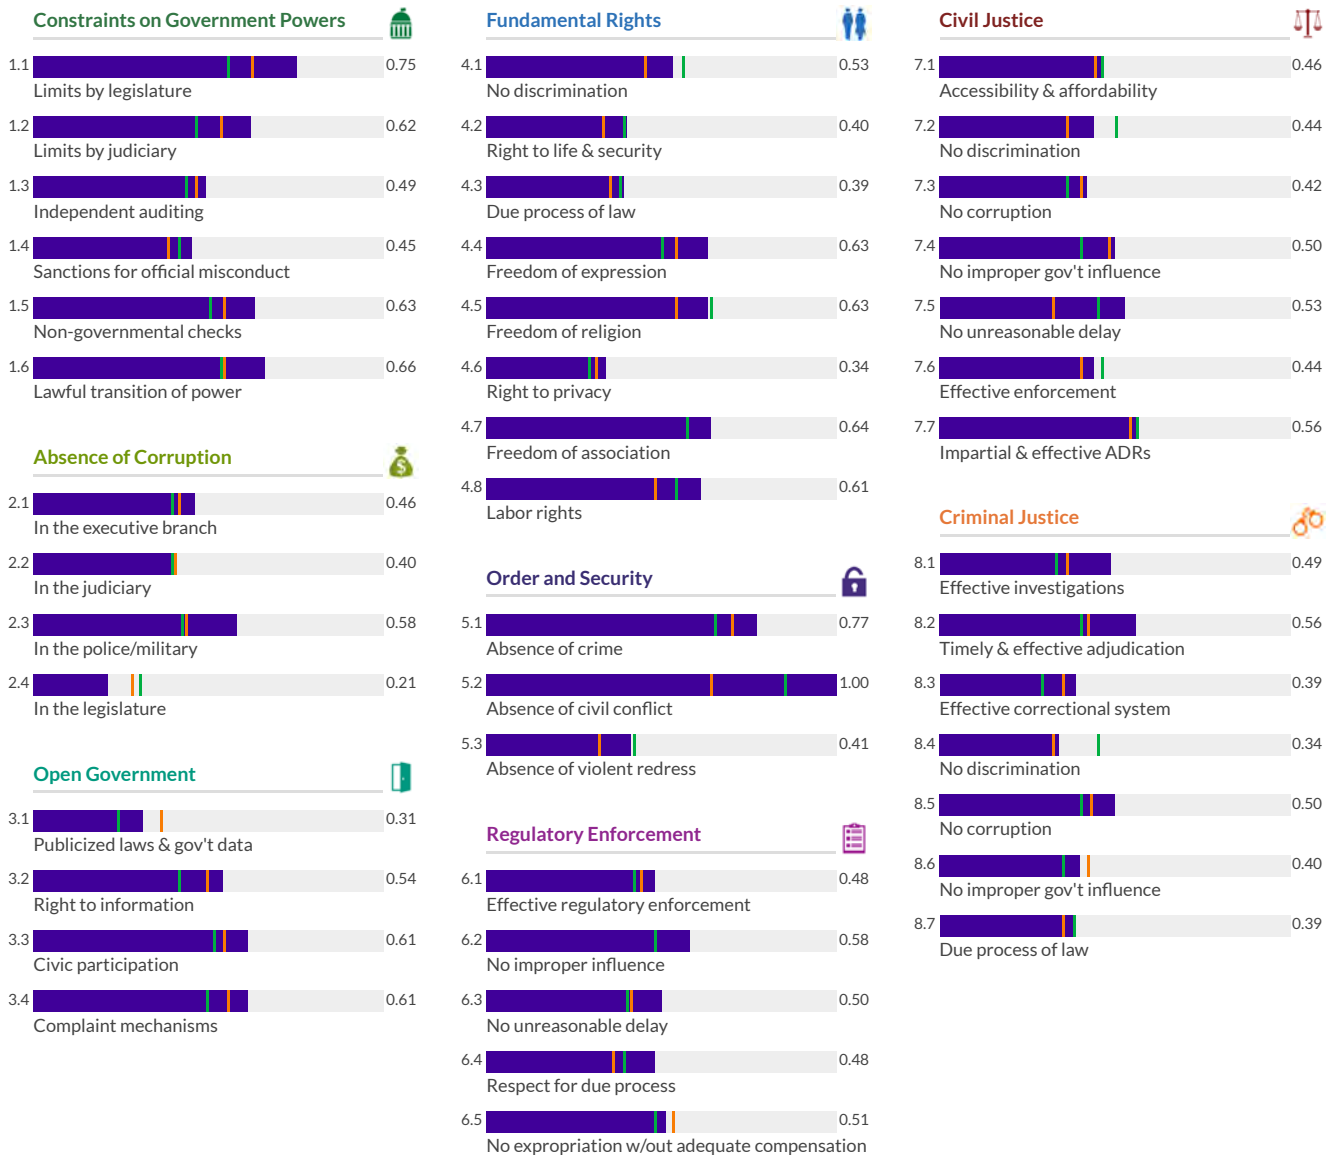 Constraints on Government Powers
1.1 0.75
Limits by legislature
1.2 0.62
Limits by judiciary
1.3 0.49
Independent auditing
1.4 0.45
Sanctions for official misconduct
1.5 0.63
Non-governmental checks
1.6 0.66
Lawful transition of power
Absence of Corruption
$
2.1 0.46
In the executive branch
2.2 0.40
In the judiciary
2.3 0.58
In the police/military
2.4 0.21
In the legislature
Open Government
3.1 0.31
Publicized laws & gov't data
3.2 0.54
Right to information
3.3 0.61
Civic participation
3.4 0.61
Complaint mechanisms
Fundamental Rights
4.1 0.53
No discrimination
4.2 0.40
Right to life & security
4.3 0.39
Due process of law
4.4 0.63
Freedom of expression
4.5 0.63
Freedom of religion
4.6 0.34
Right to privacy
4.7 0.64
Freedom of association
4.8 0.61
Labor rights
Order and Security
5.1 0.77
Absence of crime
5.2 1.00
Absence of civil conflict
5.3 0.41
Absence of violent redress
Regulatory Enforcement
6.1 0.48
Effective regulatory enforcement
6.2 0.58
No improper influence
6.3 0.50
No unreasonable delay
6.4 0.48
Respect for due process
6.5 0.51
No expropriation w/out adequate compensation
Civil Justice
7.1 0.46
Accessibility & affordability
7.2 0.44
No discrimination
7.3 0.42
No corruption
7.4 0.50
No improper gov't influence
7.5 0.53
No unreasonable delay
7.6 0.44
Effective enforcement
7.7 0.56
Impartial & effective ADRs
Criminal Justice
8.1 0.49
Effective investigations
8.2 0.56
Timely & effective adjudication
8.3 0.39
Effective correctional system
8.4 0.34
No discrimination
8.5 0.50
No corruption
8.6 0.40
No improper gov't influence
8.7 0.39
Due process of law